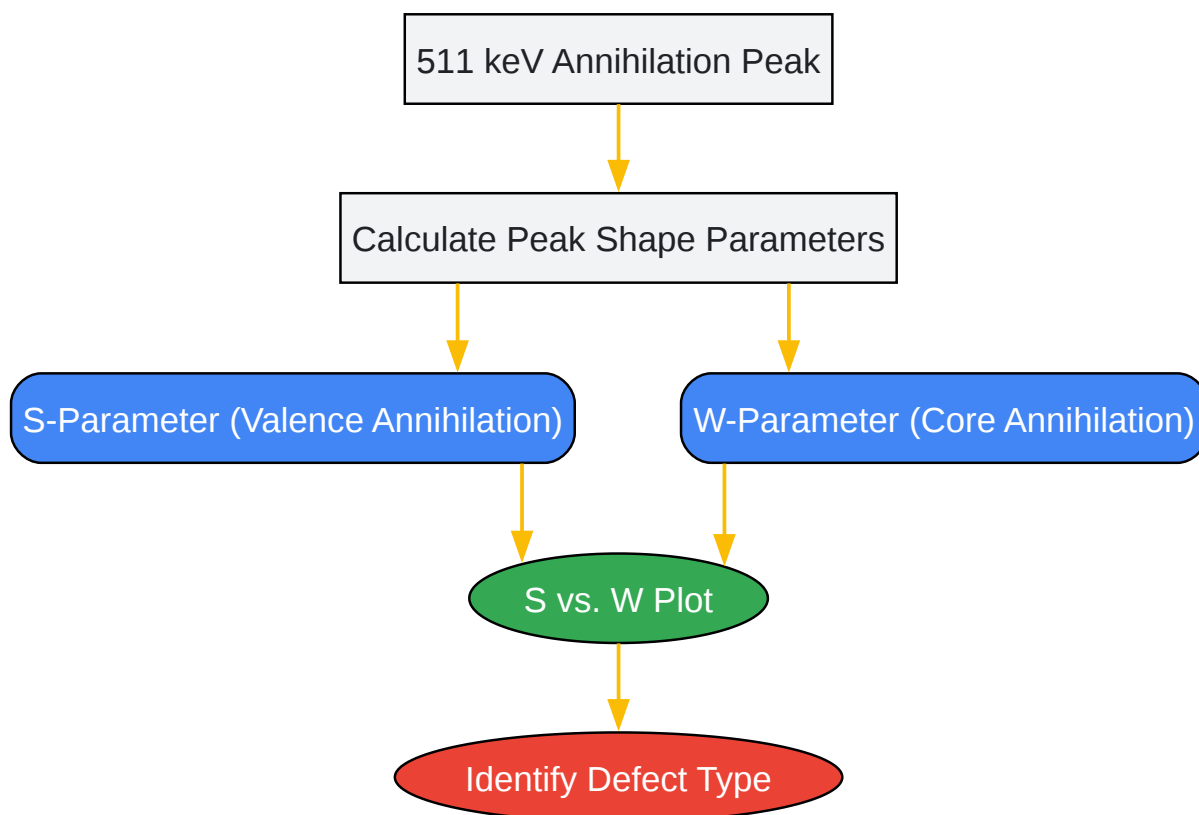 511 keV Annihilation Peak
Calculate Peak Shape Parameters
S-Parameter (Valence Annihilation)
W-Parameter (Core Annihilation)
S vs. W Plot
Identify Defect Type